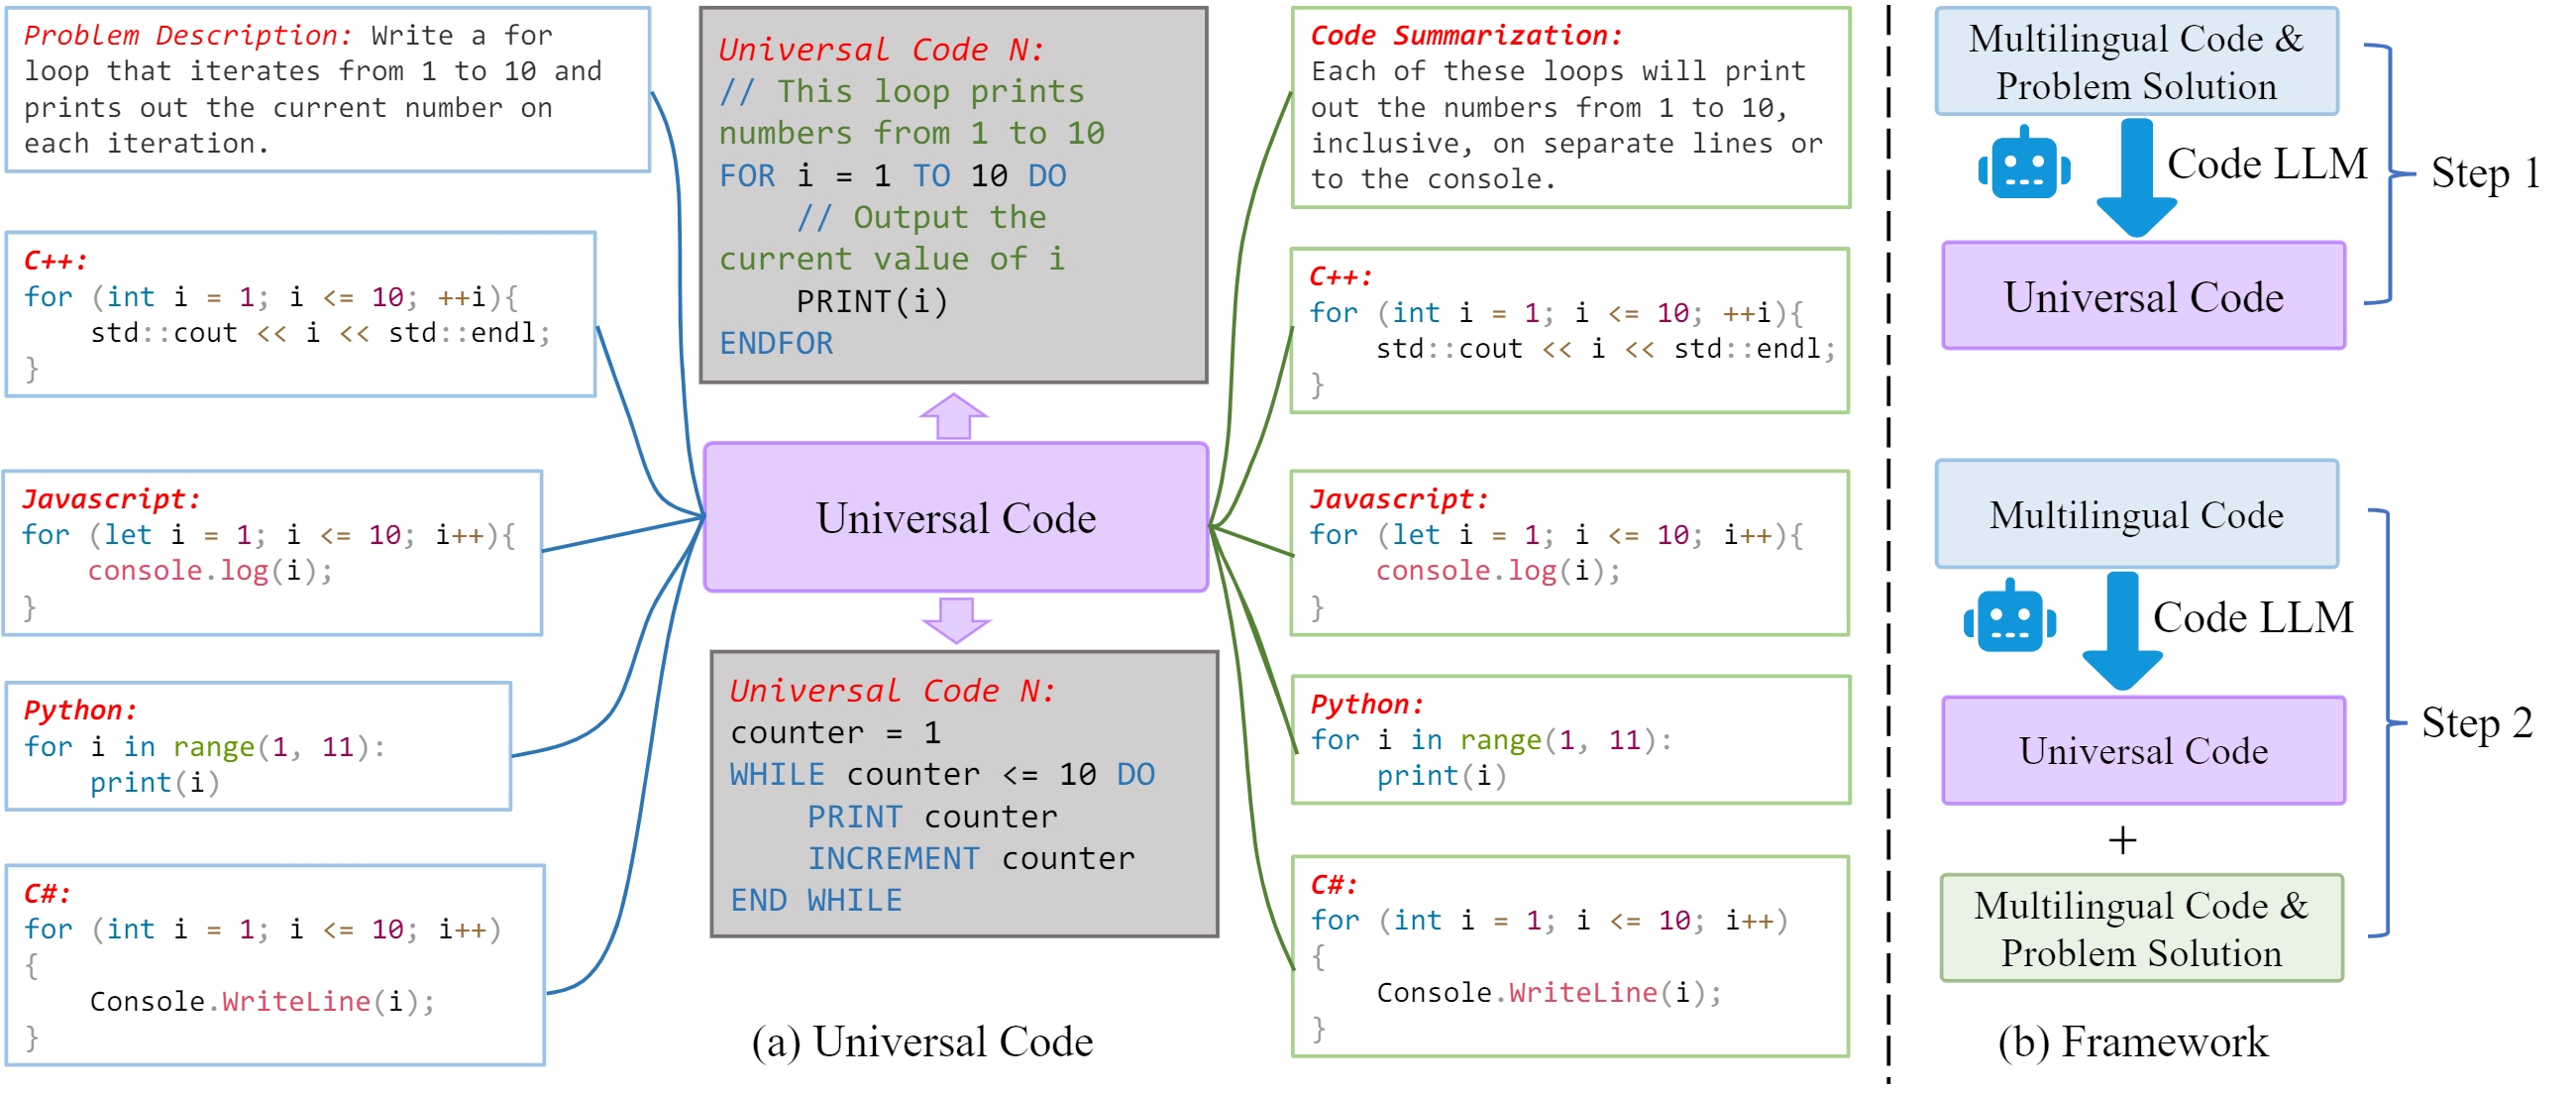 Problem Description: Write a for
loop that iterates from 1 to 10 and
prints out the current number on
each iteration.
C++:
for (int i = 1; i <= 10; ++i){
    std::cout << i << std::endl;
}
Javascript:
for (let i = 1; i <= 10; i++){
    console.log(i);
}
Python:
for i in range(1, 11):
    print(i)
C#:
for (int i = 1; i <= 10; i++)
{
    Console.WriteLine(i);
}
Universal Code N:
// This loop prints
numbers from 1 to 10
FOR i = 1 TO 10 DO
    // Output the
current value of i
    PRINT(i)
ENDFOR
Universal Code
Universal Code N:
counter = 1
WHILE counter <= 10 DO
    PRINT counter
    INCREMENT counter
END WHILE
(a) Universal Code
Code Summarization:
Each of these loops will print
out the numbers from 1 to 10,
inclusive, on separate lines or
to the console.
C++:
for (int i = 1; i <= 10; ++i){
    std::cout << i << std::endl;
}
Javascript:
for (let i = 1; i <= 10; i++){
    console.log(i);
}
Python:
for i in range(1, 11):
    print(i)
C#:
for (int i = 1; i <= 10; i++)
{
    Console.WriteLine(i);
}
Multilingual Code &
Problem Solution
Code LLM
Step 1
Universal Code
Multilingual Code
Code LLM
Step 2
Universal Code
+
Multilingual Code &
Problem Solution
(b) Framework